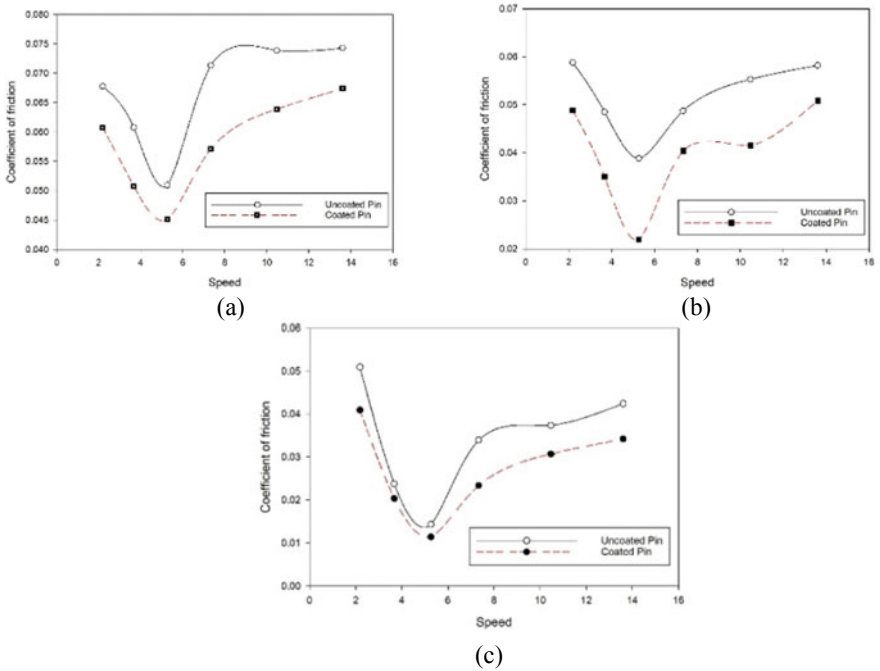 0.080
0.075
0.070
0.065
0.060
0.055
0.050
0.045
0.040
Coefficient of friction
Uncoated Pin
Coated Pin
0 2 4 6 8 10 12 14 16
Speed
(a)
0.07
0.06
0.05
0.04
0.03
0.02
Coefficient of friction
Uncoated Pin
Coated Pin
0 2 4 6 8 10 12 14 16
Speed
(b)
0.06
0.05
0.04
0.03
0.02
0.01
0.00
Coefficient of friction
Uncoated Pin
Coated Pin
0 2 4 6 8 10 12 14 16
Speed
(c)